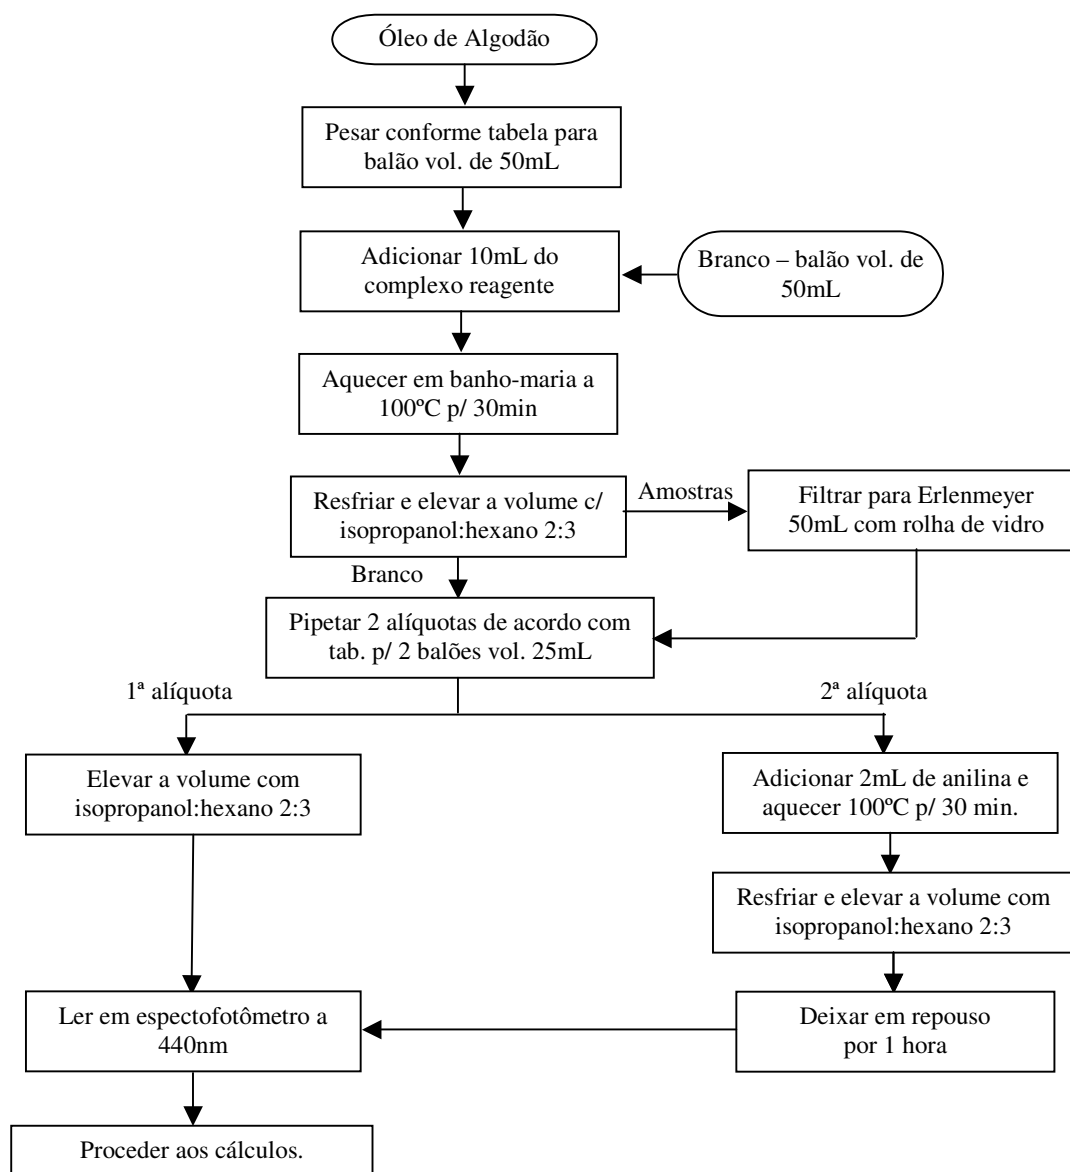 Óleo de Algodão
Pesar conforme tabela para
balão vol. de 50mL
Adicionar 10mL do
complexo reagente
Branco – balão vol. de
50mL
Aquecer em banho-maria a
100ºC p/ 30min
Resfriar e elevar a volume c/
isopropanol:hexano 2:3
Amostras
Filtrar para Erlenmeyer
50mL com rolha de vidro
Branco
Pipetar 2 alíquotas de acordo com
tab. p/ 2 balões vol. 25mL
1ª alíquota
2ª alíquota
Elevar a volume com
isopropanol:hexano 2:3
Adicionar 2mL de anilina e
aquecer 100ºC p/ 30 min.
Resfriar e elevar a volume com
isopropanol:hexano 2:3
Ler em espectofotômetro a
440nm
Deixar em repouso
por 1 hora
Proceder aos cálculos.